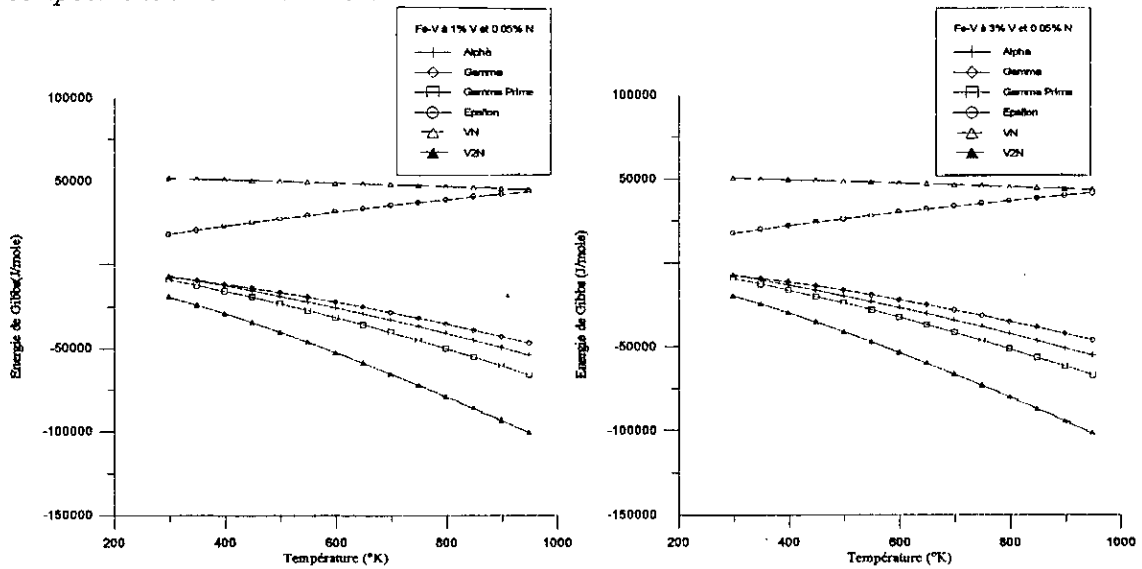 Fe-V à 1% V et 0.05% N
Alpha
Gamma
Gamma Prime
Epsilon
VN
V2N
100000
50000
-50000
-100000
-150000
200
400
600
800
1000
Energie de Gibbs(J/mole)
Température (°K)
Fe-V à 3% V et 0.05% N
Alpha
Gamma
Gamma Prime
Epsilon
VN
V2N
100000
50000
-50000
-100000
-150000
200
400
600
800
1000
Energie de Gibbs (J/mole)
Température (°K)